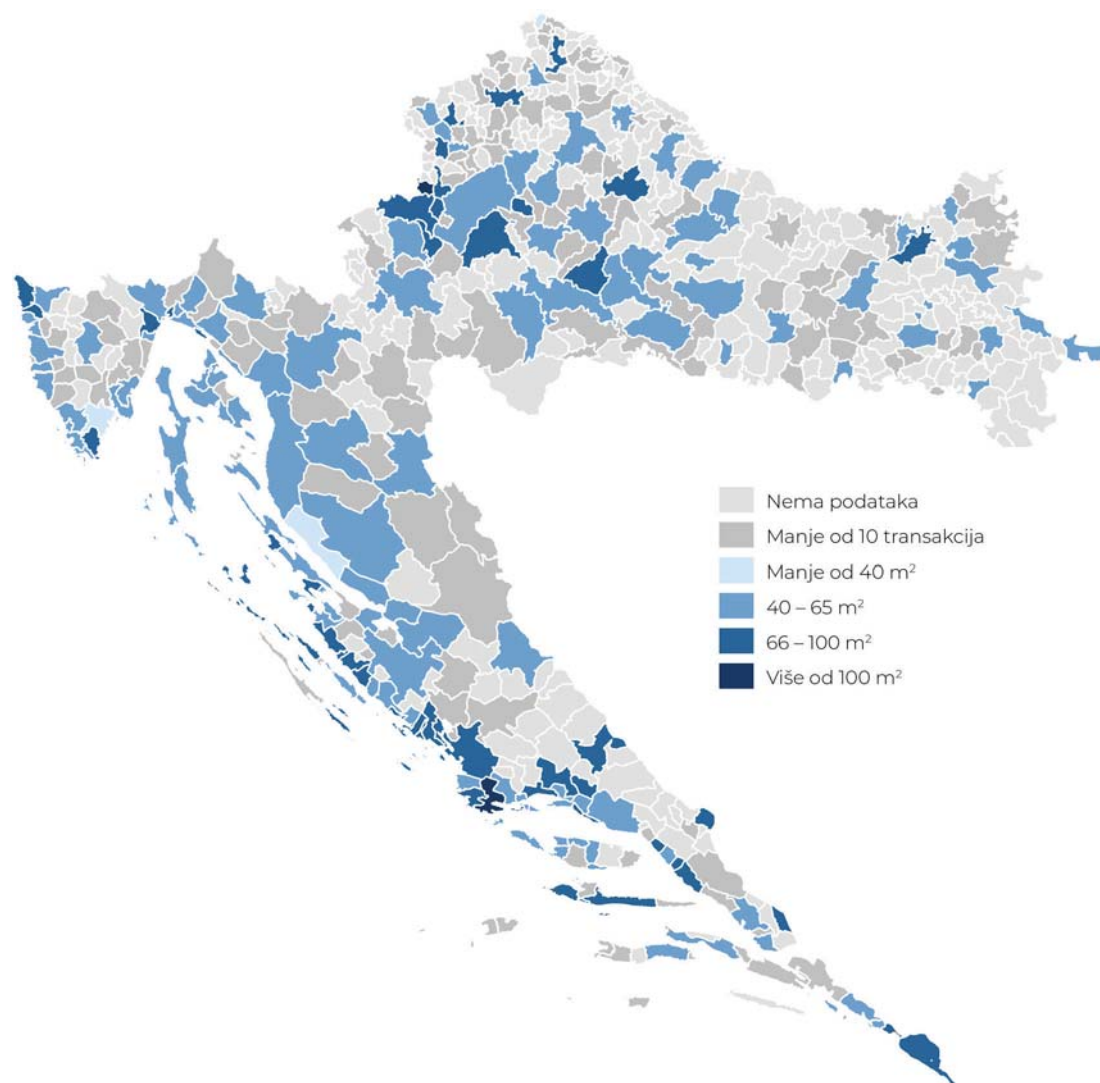 Nema podataka
Manje od 10 transakcija
Manje od 40 m²
40 – 65 m²
66 – 100 m²
Više od 100 m²